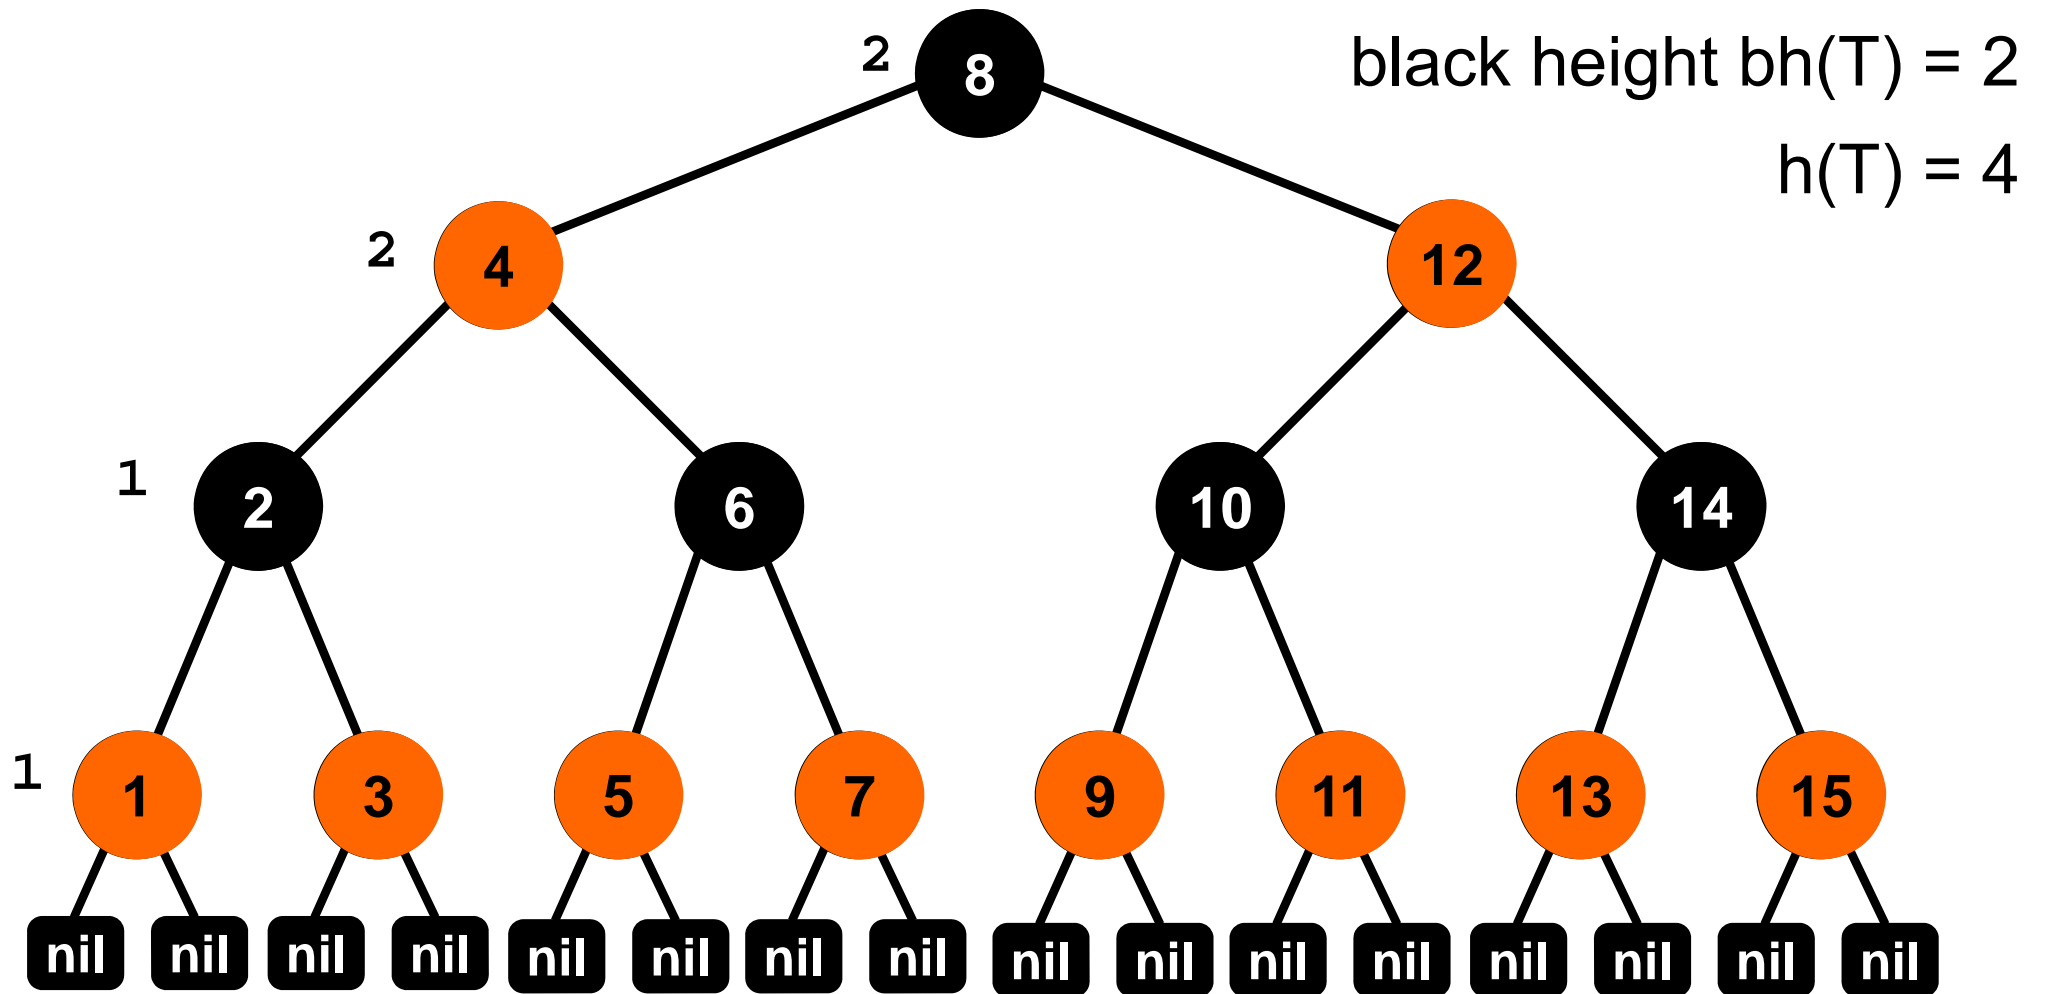 2 8 black height bh(T) = 2
h(T) = 4
2 4 12
1 2 6 10 14
1 1 3 5 7 9 11 13 15
nil nil nil nil nil nil nil nil nil nil nil nil nil nil nil nil